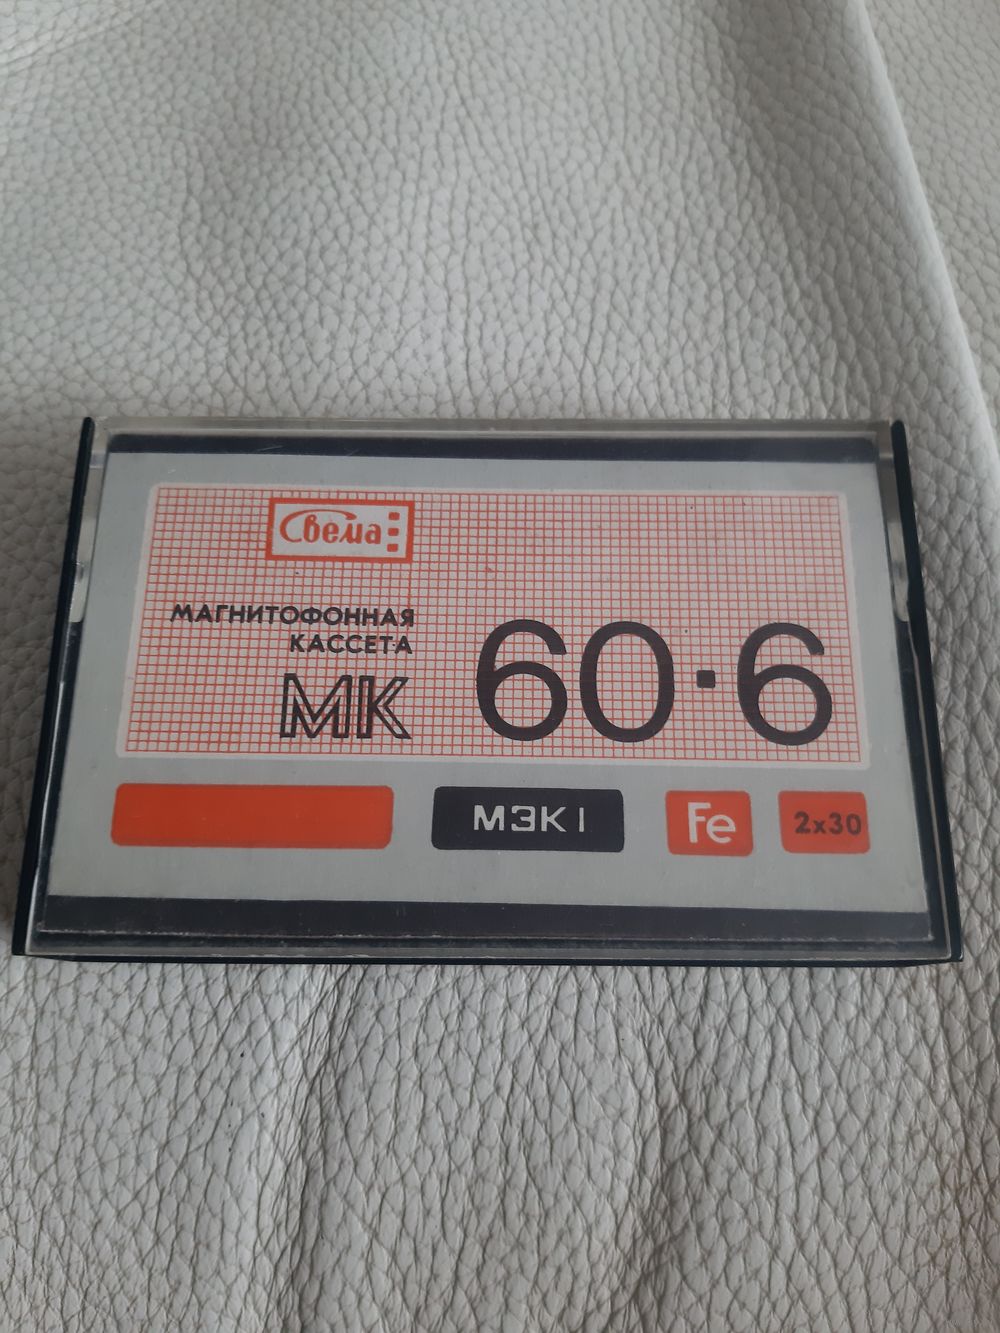 Свема
МАГНИТОФОННАЯ
КАССЕТА
МК 60·6
МЭК I
Fe
2x30